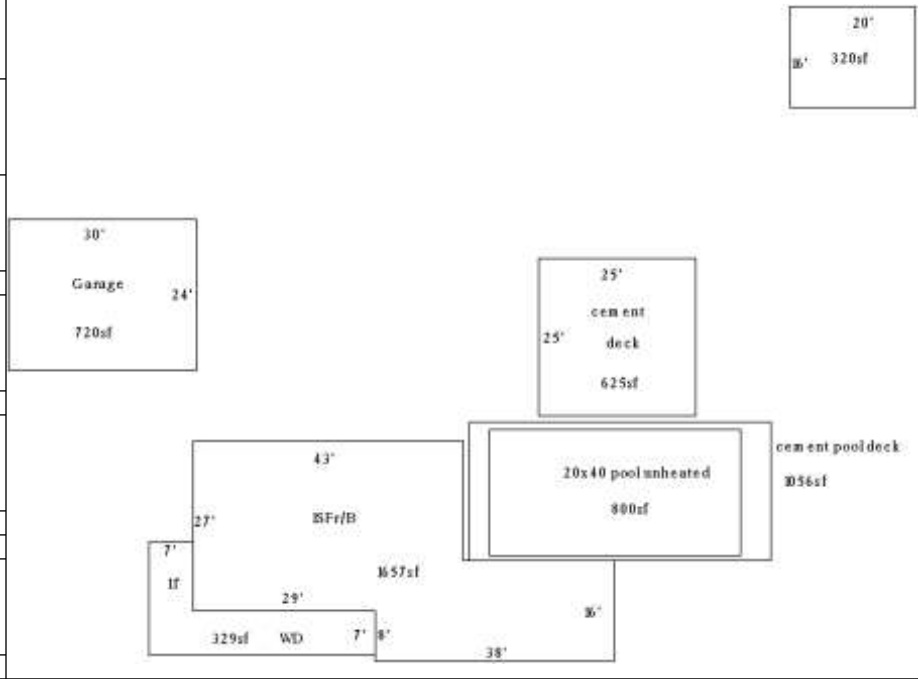 20'
16'
320sf
30'
Garage
24'
720sf
25'
cement
25'
deck
625sf
43'
cement pool deck
20x40 pool unheated
1056sf
800sf
27'
1SFr/B
7'
1657sf
29'
16'
329sf WD 7' 8'
38'